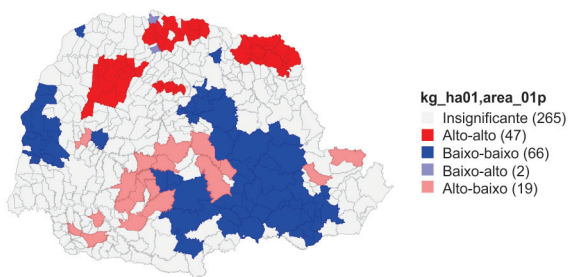 kg_ha01,area_01p
Insignificante (265)
Alto-alto (47)
Baixo-baixo (66)
Baixo-alto (2)
Alto-baixo (19)